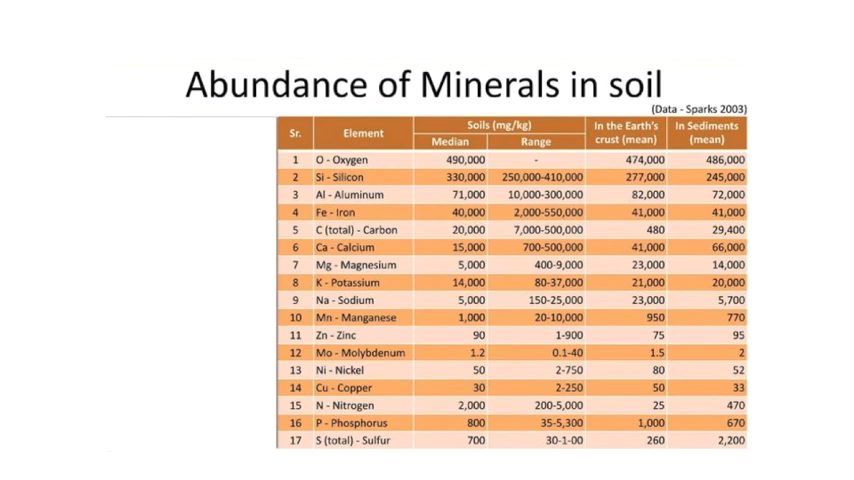 Abundance of Minerals in soil
(Data - Sparks 2003)
Sr. Element Soils (mg/kg) In the Earth's crust (mean) In Sediments (mean)
Median Range
1 O - Oxygen 490,000 - 474,000 486,000
2 Si - Silicon 330,000 250,000-410,000 277,000 245,000
3 Al - Aluminum 71,000 10,000-300,000 82,000 72,000
4 Fe - Iron 40,000 2,000-550,000 41,000 41,000
5 C (total) - Carbon 20,000 7,000-500,000 480 29,400
6 Ca - Calcium 15,000 700-500,000 41,000 66,000
7 Mg - Magnesium 5,000 400-9,000 23,000 14,000
8 K - Potassium 14,000 80-37,000 21,000 20,000
9 Na - Sodium 5,000 150-25,000 23,000 5,700
10 Mn - Manganese 1,000 20-10,000 950 770
11 Zn - Zinc 90 1-900 75 95
12 Mo - Molybdenum 1.2 0.1-40 1.5 2
13 Ni - Nickel 50 2-750 80 52
14 Cu - Copper 30 2-250 50 33
15 N - Nitrogen 2,000 200-5,000 25 470
16 P - Phosphorus 800 35-5,300 1,000 670
17 S (total) - Sulfur 700 30-1-00 260 2,200